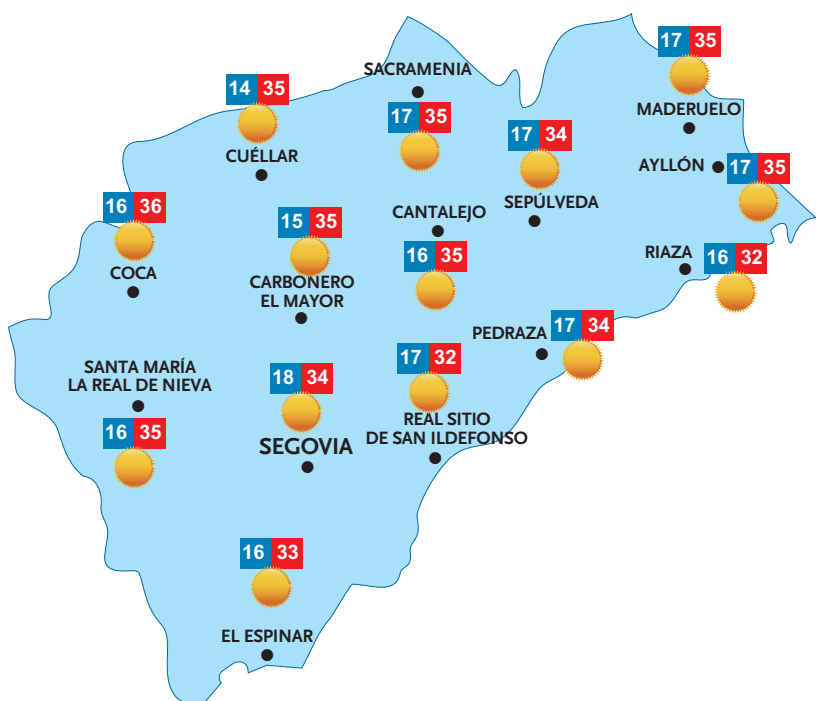 17 35
MADERUELO
SACRAMENIA
17 35
14 35
CUÉLLAR
17 34
SEPÚLVEDA
AYLLÓN
17 35
16 36
COCA
15 35
CARBONERO
EL MAYOR
CANTALEJO
16 35
RIAZA
16 32
PEDRAZA
17 34
SANTA MARÍA
LA REAL DE NIEVA
16 35
18 34
SEGOVIA
17 32
REAL SITIO
DE SAN ILDEFONSO
16 33
EL ESPINAR